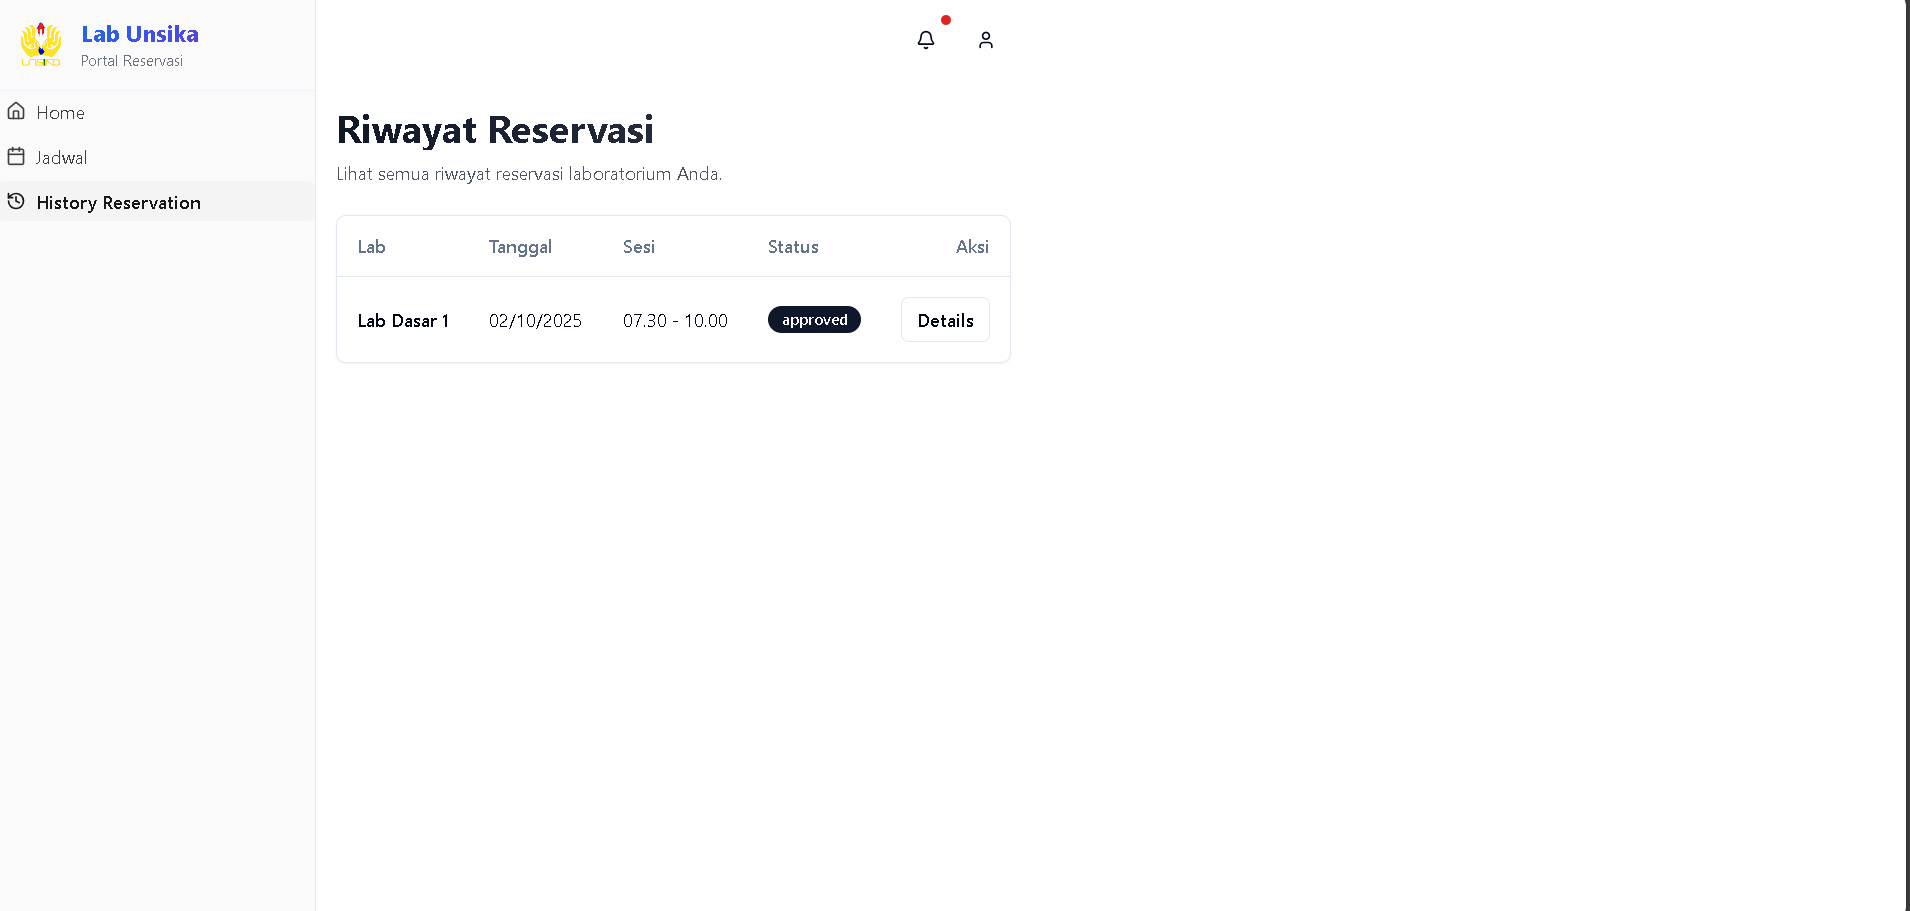 Lab Unsika
Portal Reservasi
UNSIKA
Home
Jadwal
History Reservation
Riwayat Reservasi
Lihat semua riwayat reservasi laboratorium Anda.
Lab Tanggal Sesi Status Aksi
Lab Dasar 1 02/10/2025 07.30 - 10.00 approved Details